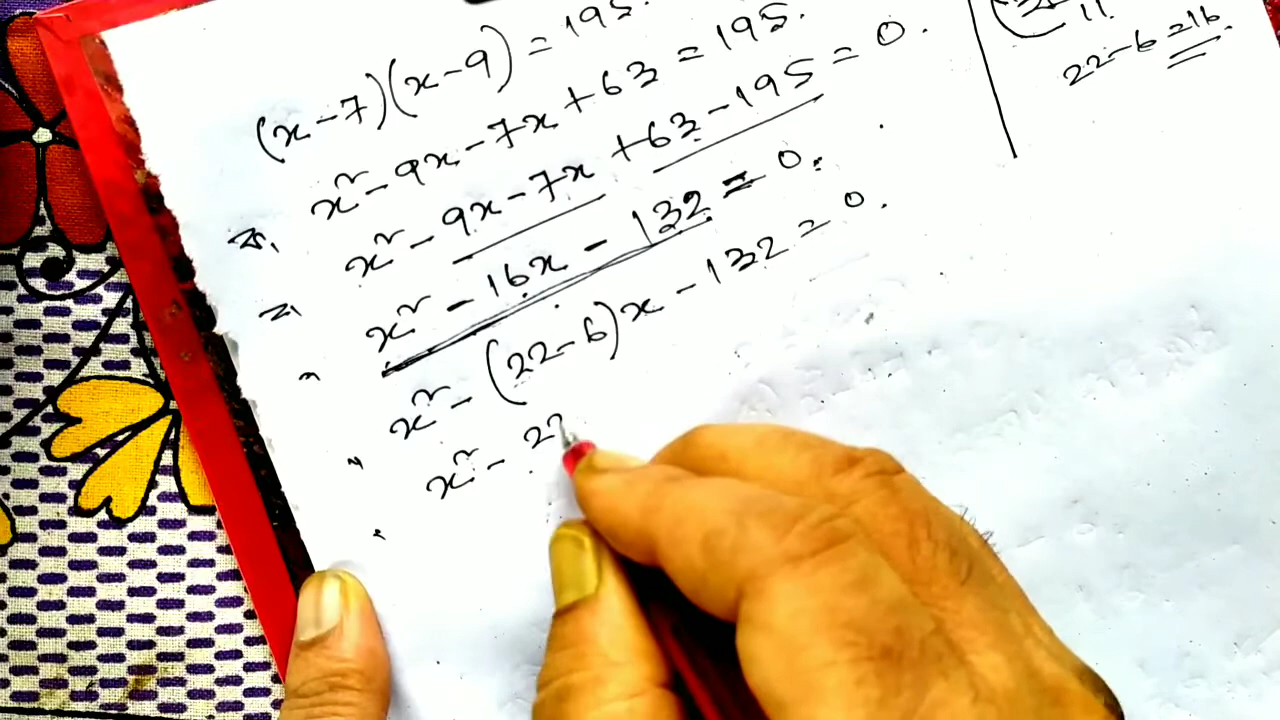 (x-7)(x-9) = 195.
x² - 9x - 7x + 63 = 195.
x² - 9x - 7x + 63 - 195 = 0.
x² - 16x - 132 = 0.
x² - (22-6)x - 132 = 0.
x² - 22
11
22-6=16